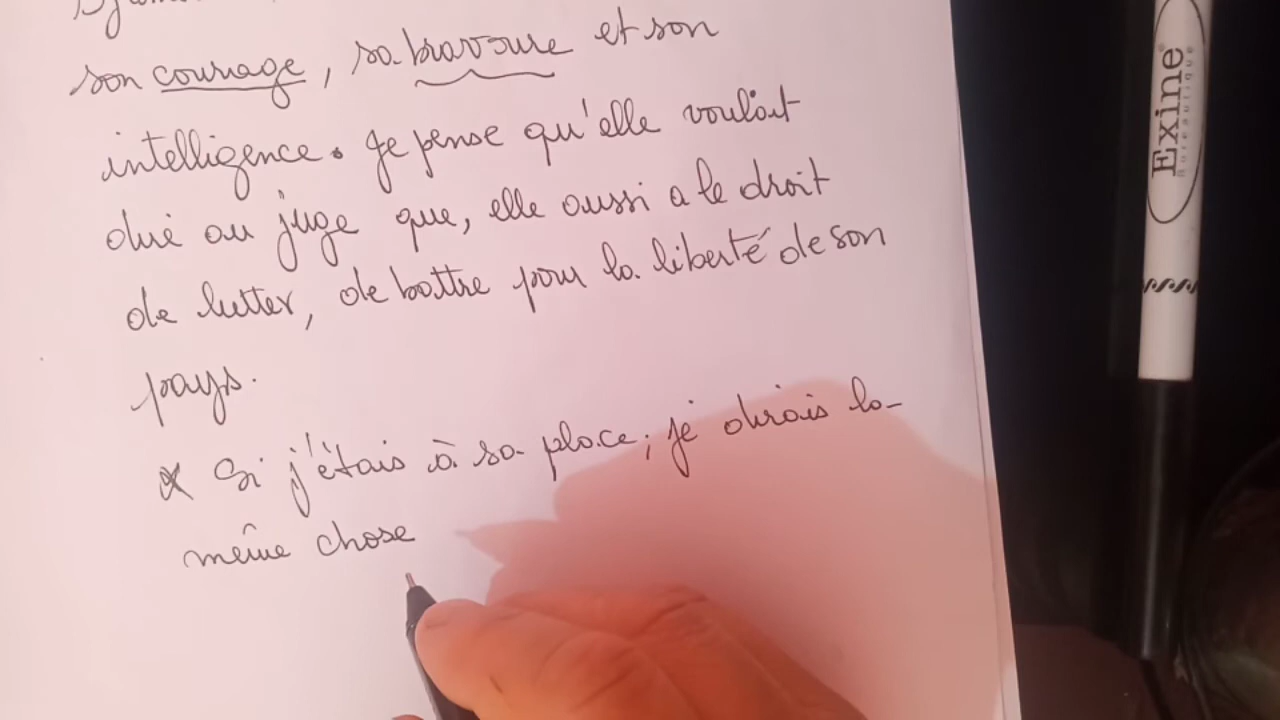 son courage, sa bravoure et son
intelligence. Je pense qu'elle voulait
dire au juge que, elle aussi a le droit
de lutter, de battre pour la liberté de son
pays.
Si j'étais à sa place; je dirais la
même chose
Exine
Bureautique